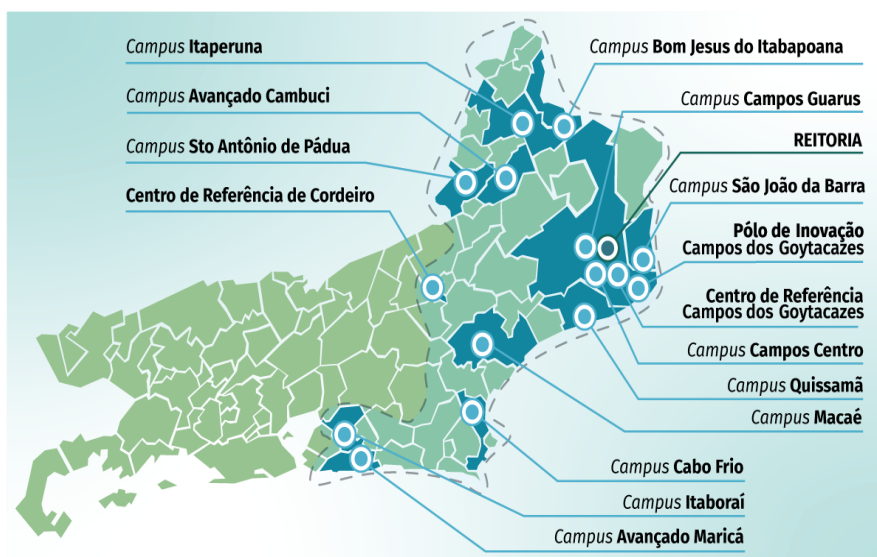 Campus Itaperuna
Campus Avançado Cambuci
Campus Sto Antônio de Pádua
Centro de Referência de Cordeiro
Campus Bom Jesus do Itabapoana
Campus Campos Guarus
REITORIA
Campus São João da Barra
Pólo de Inovação
Campos dos Goytacazes
Centro de Referência
Campos dos Goytacazes
Campus Campos Centro
Campus Quissamã
Campus Macaé
Campus Cabo Frio
Campus Itaboraí
Campus Avançado Maricá